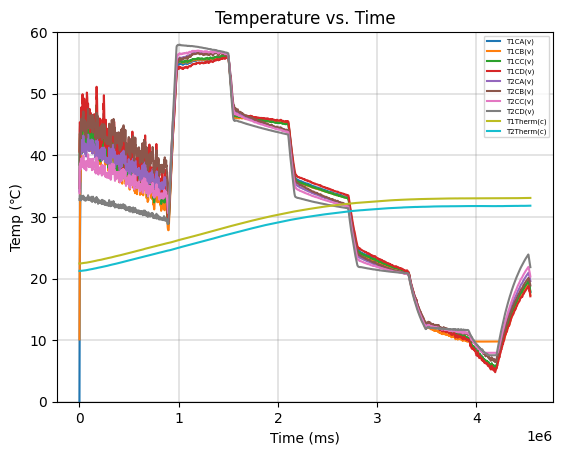 Temperature vs. Time
60
50
40
30
20
10
0
Temp (℃)
T1CA(v)
T1CB(v)
T1CC(v)
T1CD(v)
T2CA(v)
T2CB(v)
T2CC(v)
T2CD(v)
T1Therm(c)
T2Therm(c)
0 1 2 3 4
1e6
Time (ms)